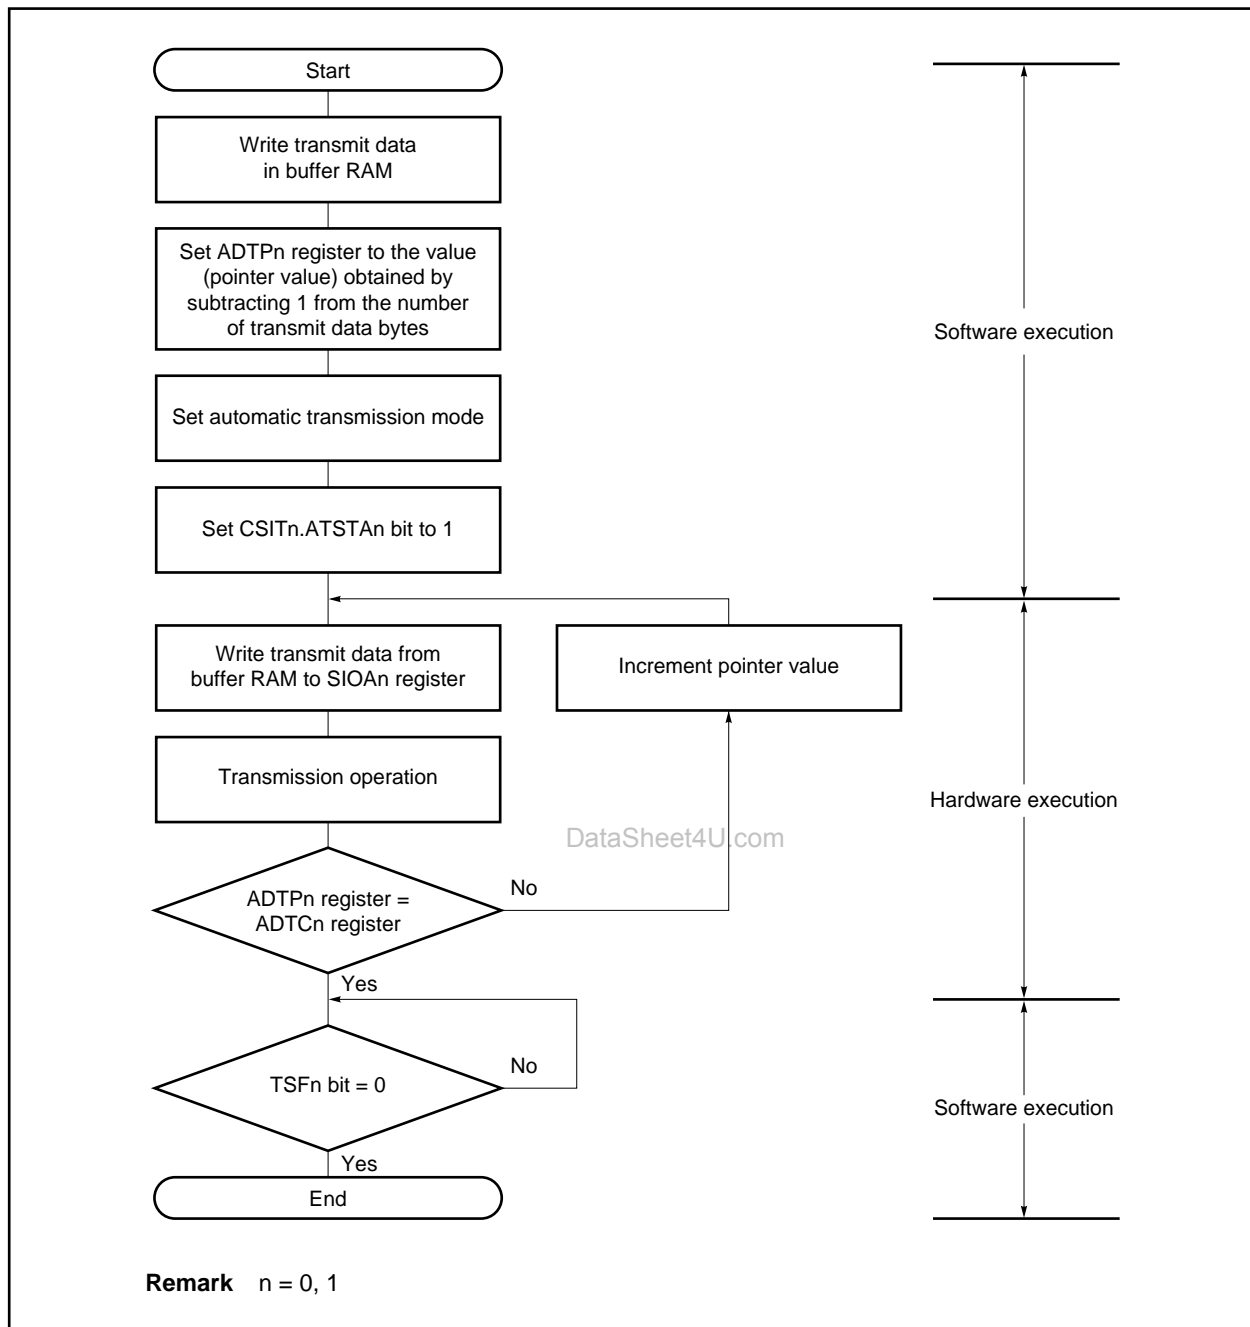 Start
Write transmit data
in buffer RAM
Set ADTPn register to the value
(pointer value) obtained by
subtracting 1 from the number
of transmit data bytes
Software execution
Set automatic transmission mode
Set CSITn.ATSTAn bit to 1
Write transmit data from
buffer RAM to SIOAn register
Increment pointer value
Transmission operation
Hardware execution
DataSheet4U.com
ADTPn register =
ADTCn register
No
Yes
TSFn bit = 0
No
Software execution
Yes
End
Remark n = 0, 1